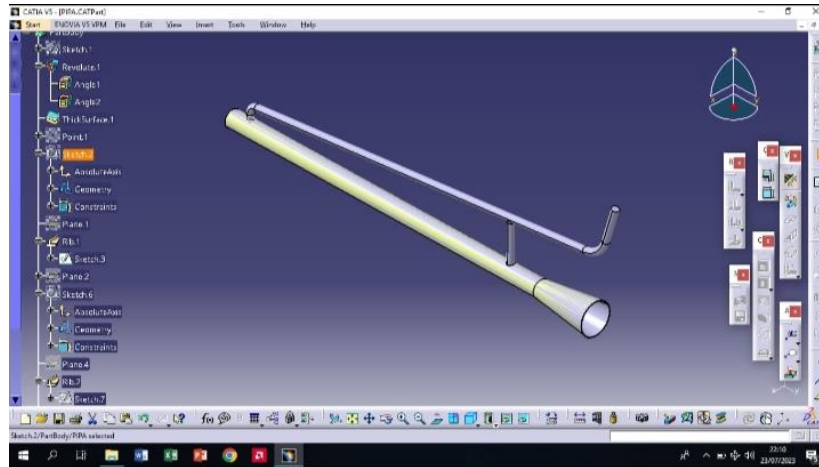 CATIA V5 - [PIPA.CATPart]
Start ENOVIA V5 VPM File Edit View Insert Tools Window Help
PartBody
Sketch.1
Revolute.1
Angle1
Angle2
ThickSurface.1
Point.1
Sketch.2
AbsoluteAxis
Geometry
Constraints
Plane.1
Rib.1
Sketch.3
Plane.2
Sketch.6
AbsoluteAxis
Geometry
Constraints
Plane.4
Rib.2
Sketch.7
Sketch.2/PartBody/PIPA selected
22:10
23/07/2023